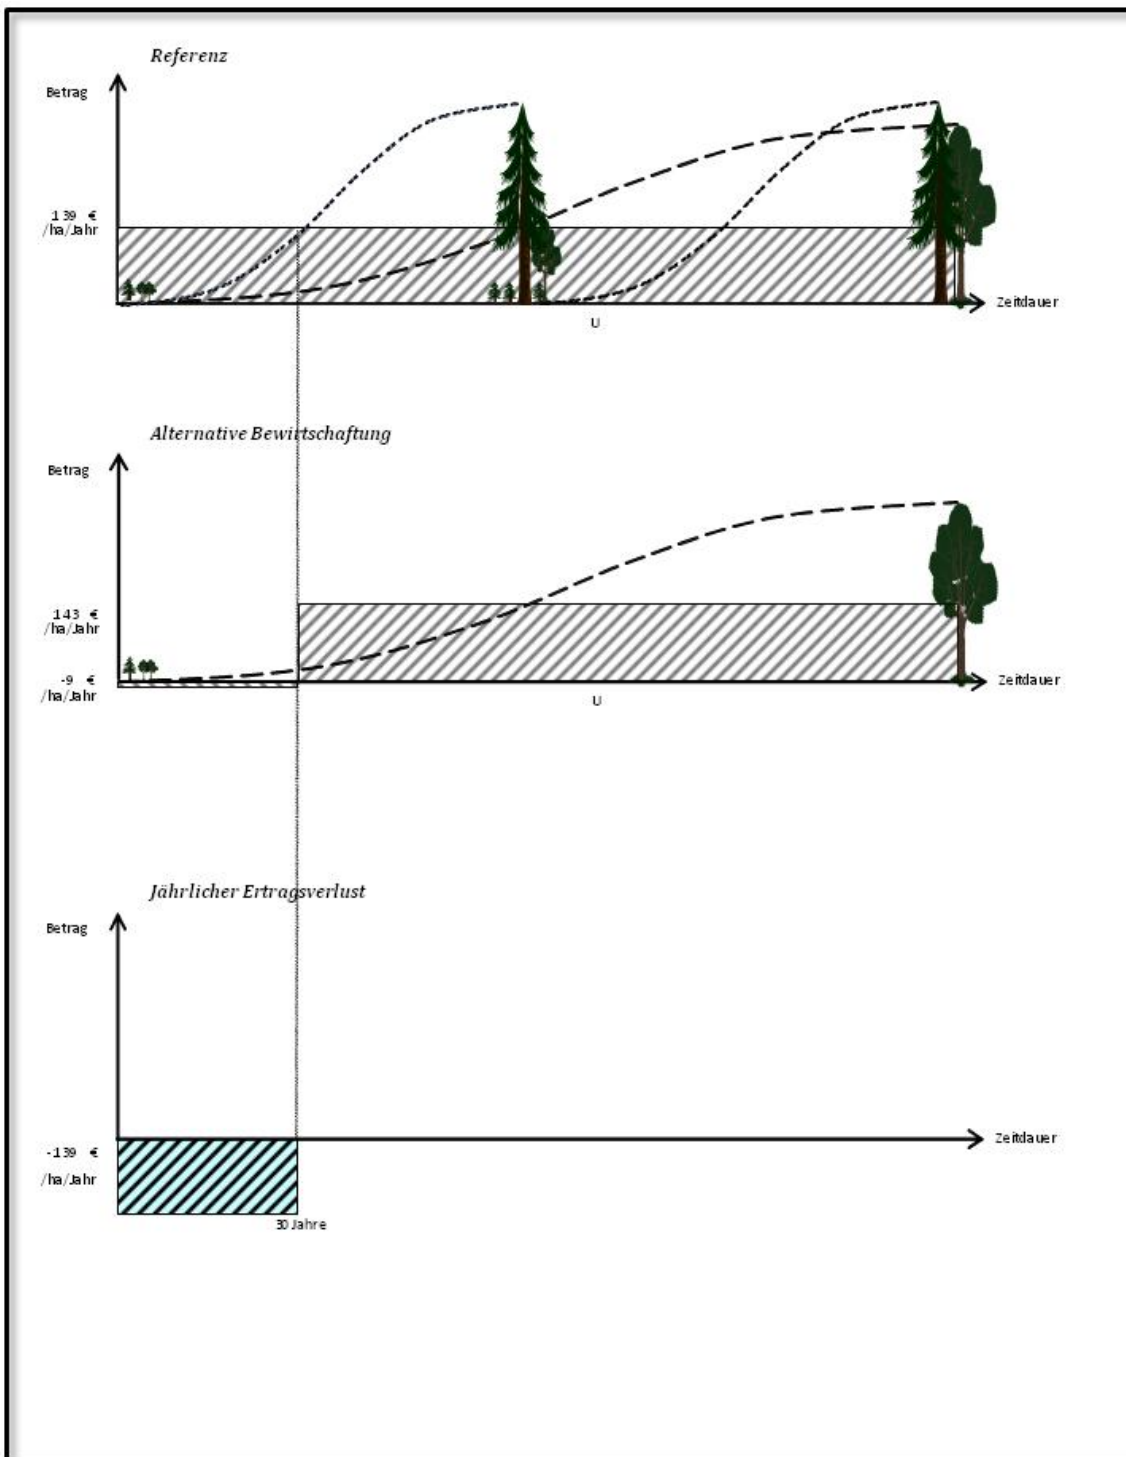 Referenz
Betrag
139 €
/ha/Jahr
Zeitdauer
U
Alternative Bewirtschaftung
Betrag
143 €
/ha/Jahr
-9 €
/ha/Jahr
Zeitdauer
U
Jährlicher Ertragsverlust
Betrag
-139 €
/ha/Jahr
Zeitdauer
30 Jahre